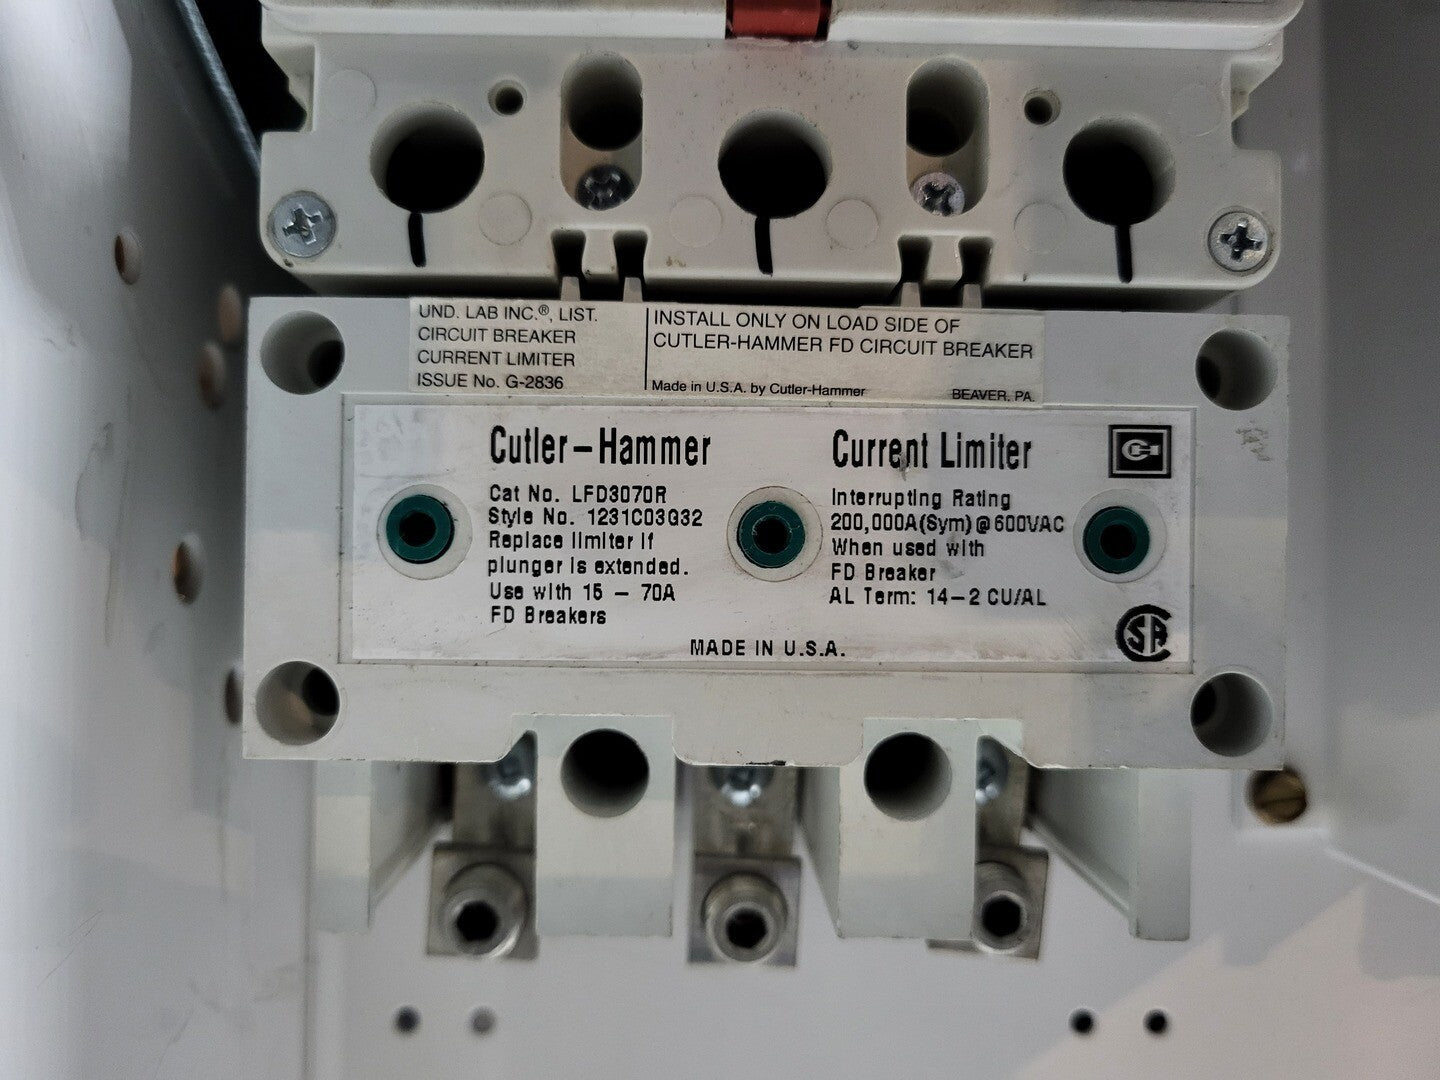 UND. LAB INC.®, LIST.
CIRCUIT BREAKER
CURRENT LIMITER
ISSUE No. G-2836
INSTALL ONLY ON LOAD SIDE OF
CUTLER-HAMMER FD CIRCUIT BREAKER
Made in U.S.A. by Cutler-Hammer
BEAVER, PA.
Cutler-Hammer
Cat No. LFD3070R
Style No. 1231C03G32
Replace limiter if
plunger is extended.
Use with 15 - 70A
FD Breakers
Current Limiter
Interrupting Rating
200,000A(Sym)@600VAC
When used with
FD Breaker
AL Term: 14-2 CU/AL
CH
SA
MADE IN U.S.A.